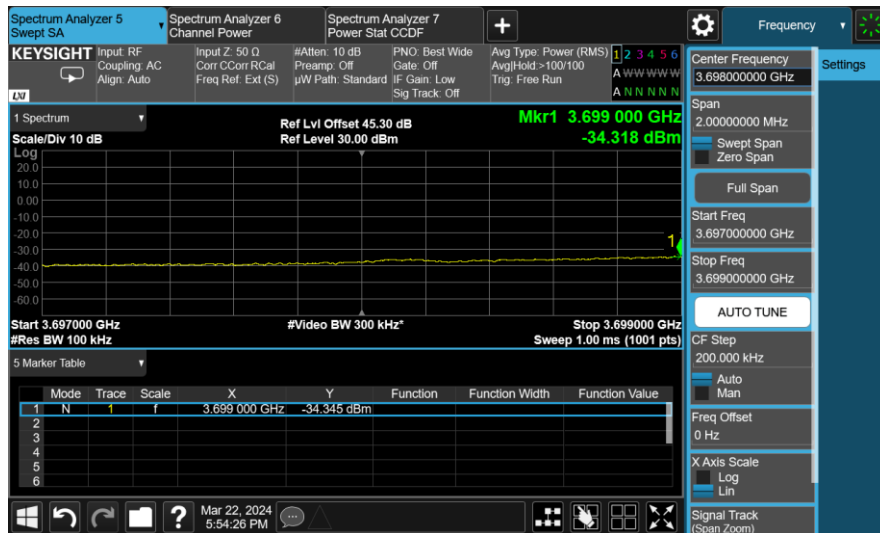 Spectrum Analyzer 5
Swept SA
Spectrum Analyzer 6
Channel Power
Spectrum Analyzer 7
Power Stat CCDF
Frequency
KEYSIGHT
LXI
Input: RF
Coupling: AC
Align: Auto
Input Z: 50 Ω
Corr CCorr RCal
Freq Ref: Ext (S)
#Atten: 10 dB
Preamp: Off
µW Path: Standard
PNO: Best Wide
Gate: Off
IF Gain: Low
Sig Track: Off
Avg Type: Power (RMS)
Avg|Hold:>100/100
Trig: Free Run
1 2 3 4 5 6
A W W W W W
A N N N N N
1 Spectrum
Scale/Div 10 dB
Ref Lvl Offset 45.30 dB
Ref Level 30.00 dBm
Mkr1 3.699 000 GHz
-34.318 dBm
Log
20.0
10.0
0.00
-10.0
-20.0
-30.0
-40.0
-50.0
-60.0
1
Start 3.697000 GHz
#Res BW 100 kHz
#Video BW 300 kHz*
Stop 3.699000 GHz
Sweep 1.00 ms (1001 pts)
5 Marker Table
Mode Trace Scale X Y Function Function Width Function Value
1 N 1 f 3.699 000 GHz -34.345 dBm
2
3
4
5
6
?
Mar 22, 2024
5:54:26 PM
Center Frequency
3.698000000 GHz
Span
2.00000000 MHz
Swept Span
Zero Span
Full Span
Start Freq
3.697000000 GHz
Stop Freq
3.699000000 GHz
AUTO TUNE
CF Step
200.000 kHz
Auto
Man
Freq Offset
0 Hz
X Axis Scale
Log
Lin
Signal Track
(Span Zoom)
Settings